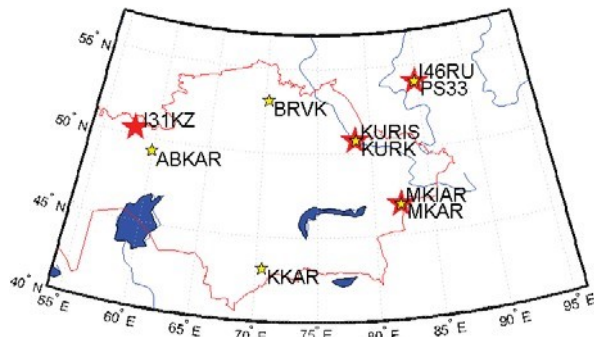 55° N
50° N
45° N
40° N
I46RU
PS33
BRVK
I31KZ
KURIS
KURK
ABKAR
MKIAR
MKAR
KKAR
55° E
60° E
65° E
70° E
75° E
80° E
85° E
90° E
95° E